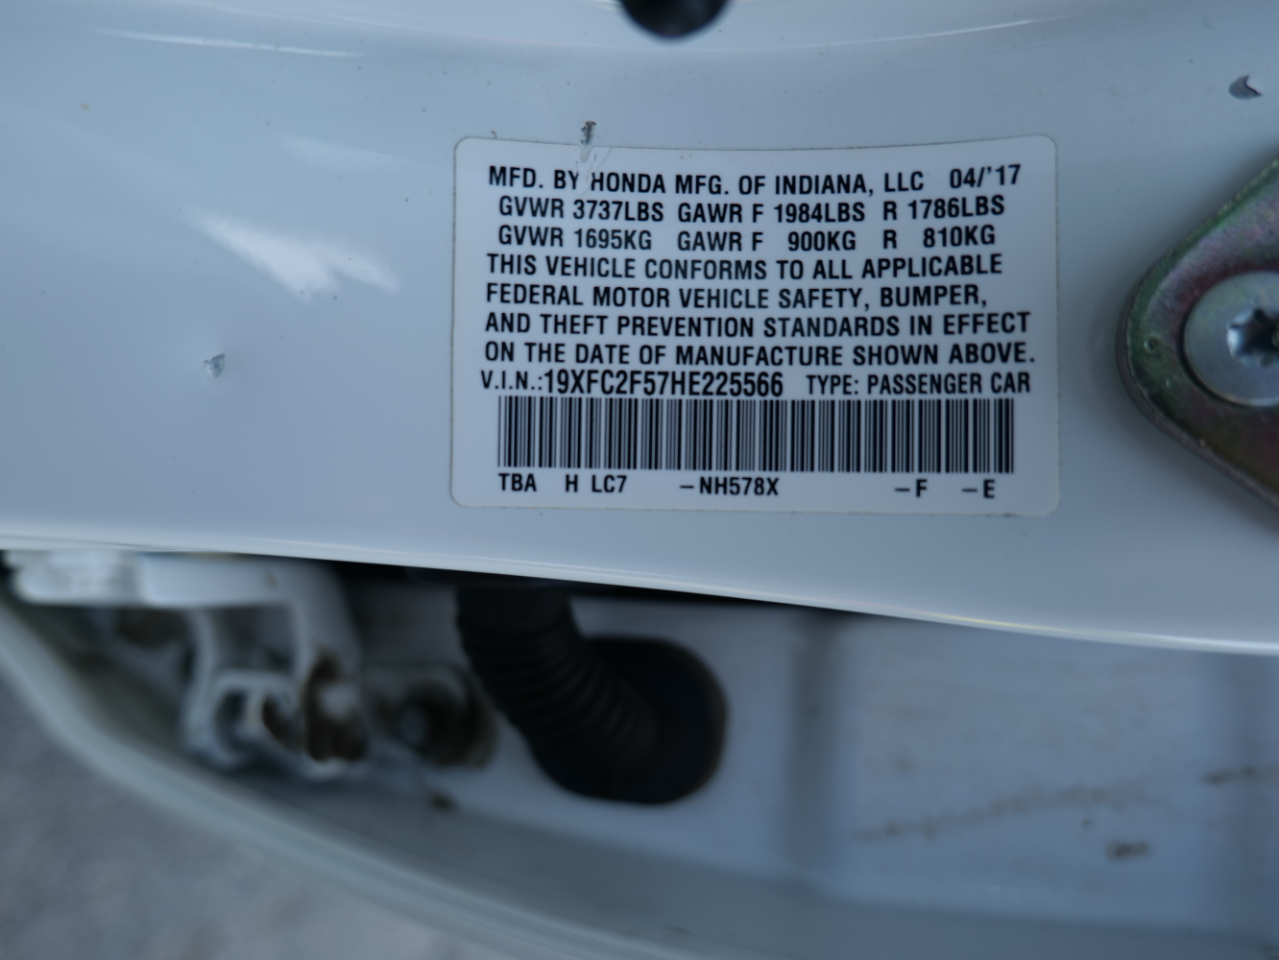 MFD. BY HONDA MFG. OF INDIANA, LLC 04/'17
GVWR 3737LBS GAWR F 1984LBS R 1786LBS
GVWR 1695KG GAWR F 900KG R 810KG
THIS VEHICLE CONFORMS TO ALL APPLICABLE
FEDERAL MOTOR VEHICLE SAFETY, BUMPER,
AND THEFT PREVENTION STANDARDS IN EFFECT
ON THE DATE OF MANUFACTURE SHOWN ABOVE.
V.I.N.:19XFC2F57HE225566 TYPE: PASSENGER CAR
TBA H LC7 –NH578X –F –E